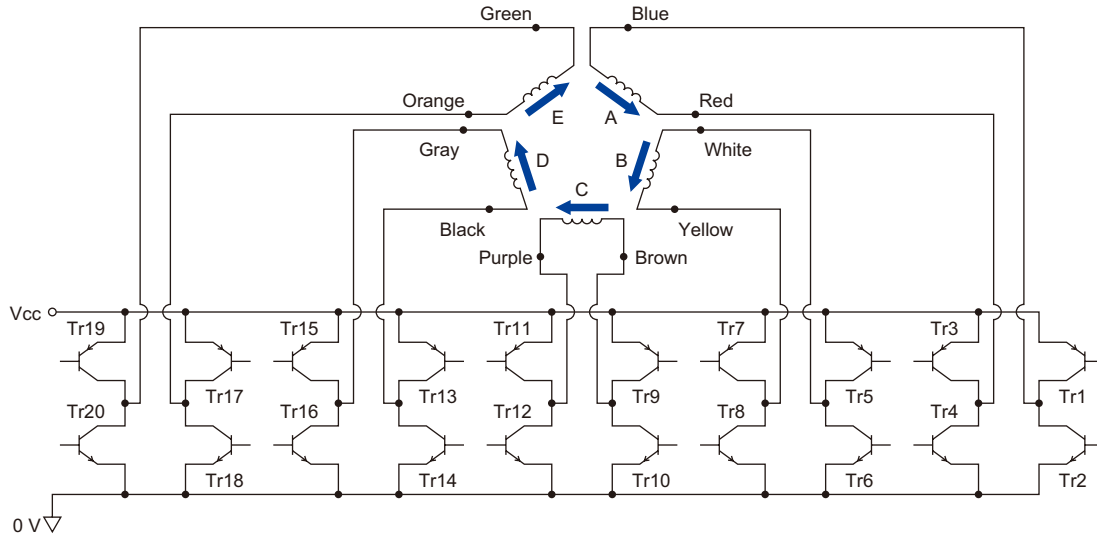 Green Blue
Orange E A Red
Gray D B White
C
Black Yellow
Purple Brown
Vcc
Tr19 Tr15 Tr11 Tr7 Tr3
Tr17 Tr13 Tr9 Tr5 Tr1
Tr20 Tr16 Tr12 Tr8 Tr4
Tr18 Tr14 Tr10 Tr6 Tr2
0 V